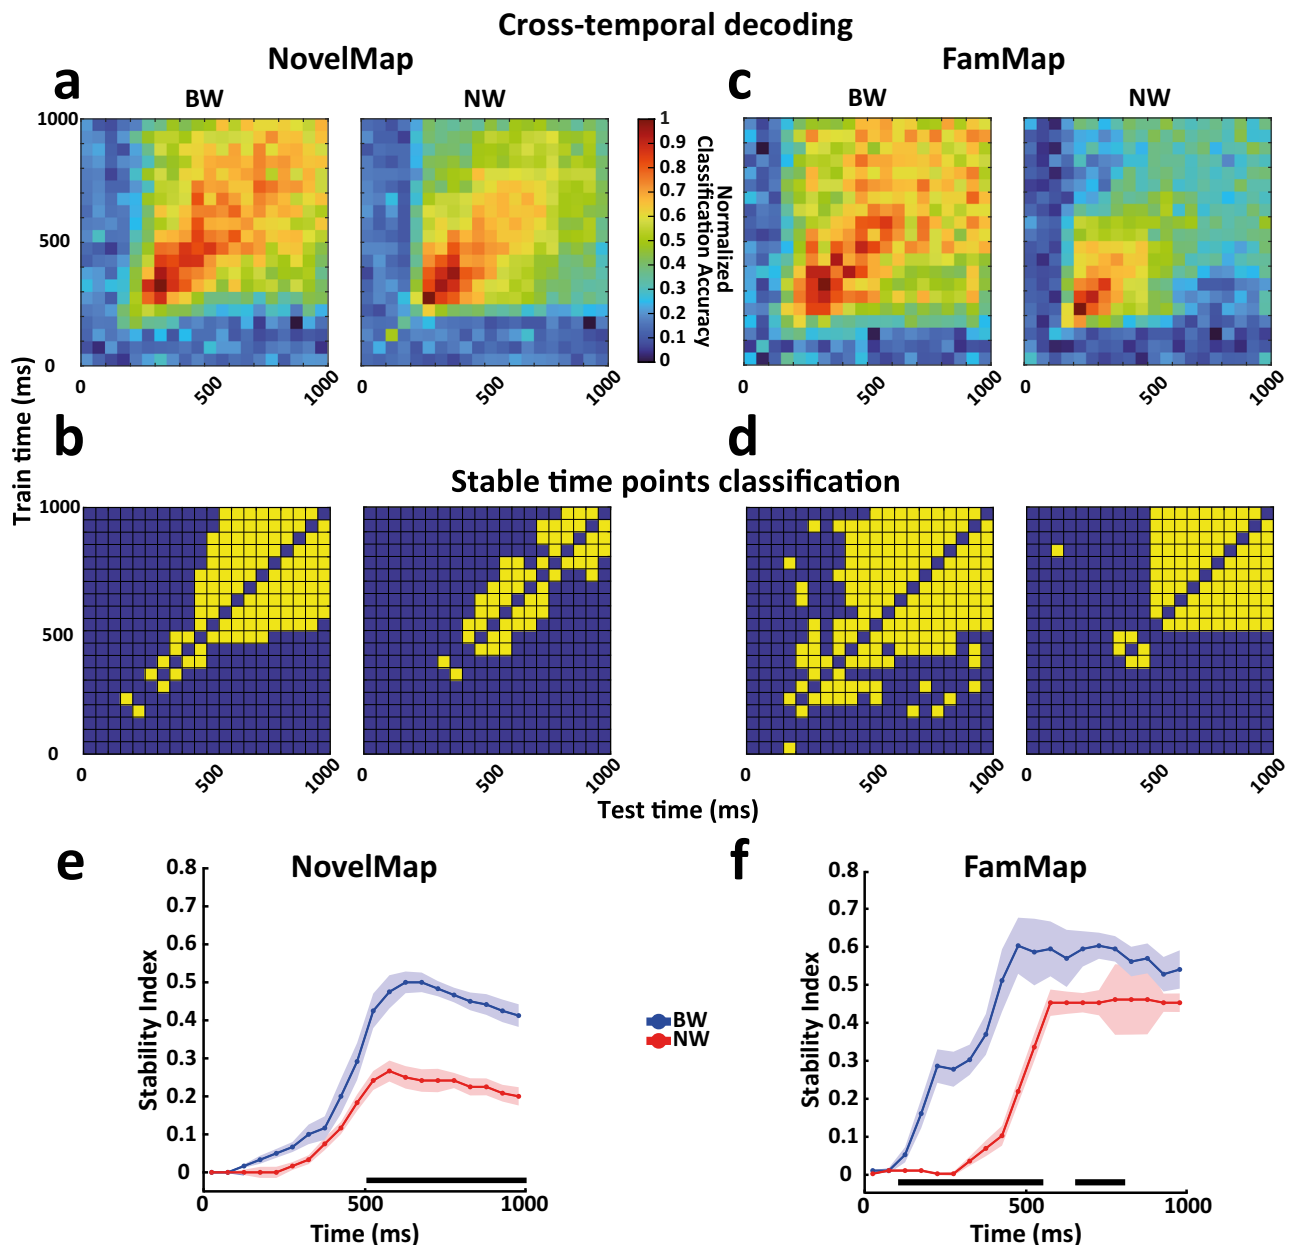 Cross-temporal decoding
NovelMap
FamMap
a
BW
NW
c
BW
NW
1000
500
0
0
500
1000
0
500
1000
1
0.9
0.8
0.7
0.6
0.5
0.4
0.3
0.2
0.1
0
Normalized
Classification Accuracy
0
500
1000
0
500
1000
Train time (ms)
b
d
Stable time points classification
1000
500
0
0
500
1000
0
500
1000
0
500
1000
0
500
1000
Test time (ms)
e
NovelMap
0.8
0.7
0.6
0.5
0.4
0.3
0.2
0.1
0
Stability Index
0
500
1000
Time (ms)
BW
NW
f
FamMap
0.8
0.7
0.6
0.5
0.4
0.3
0.2
0.1
0
Stability Index
0
500
1000
Time (ms)